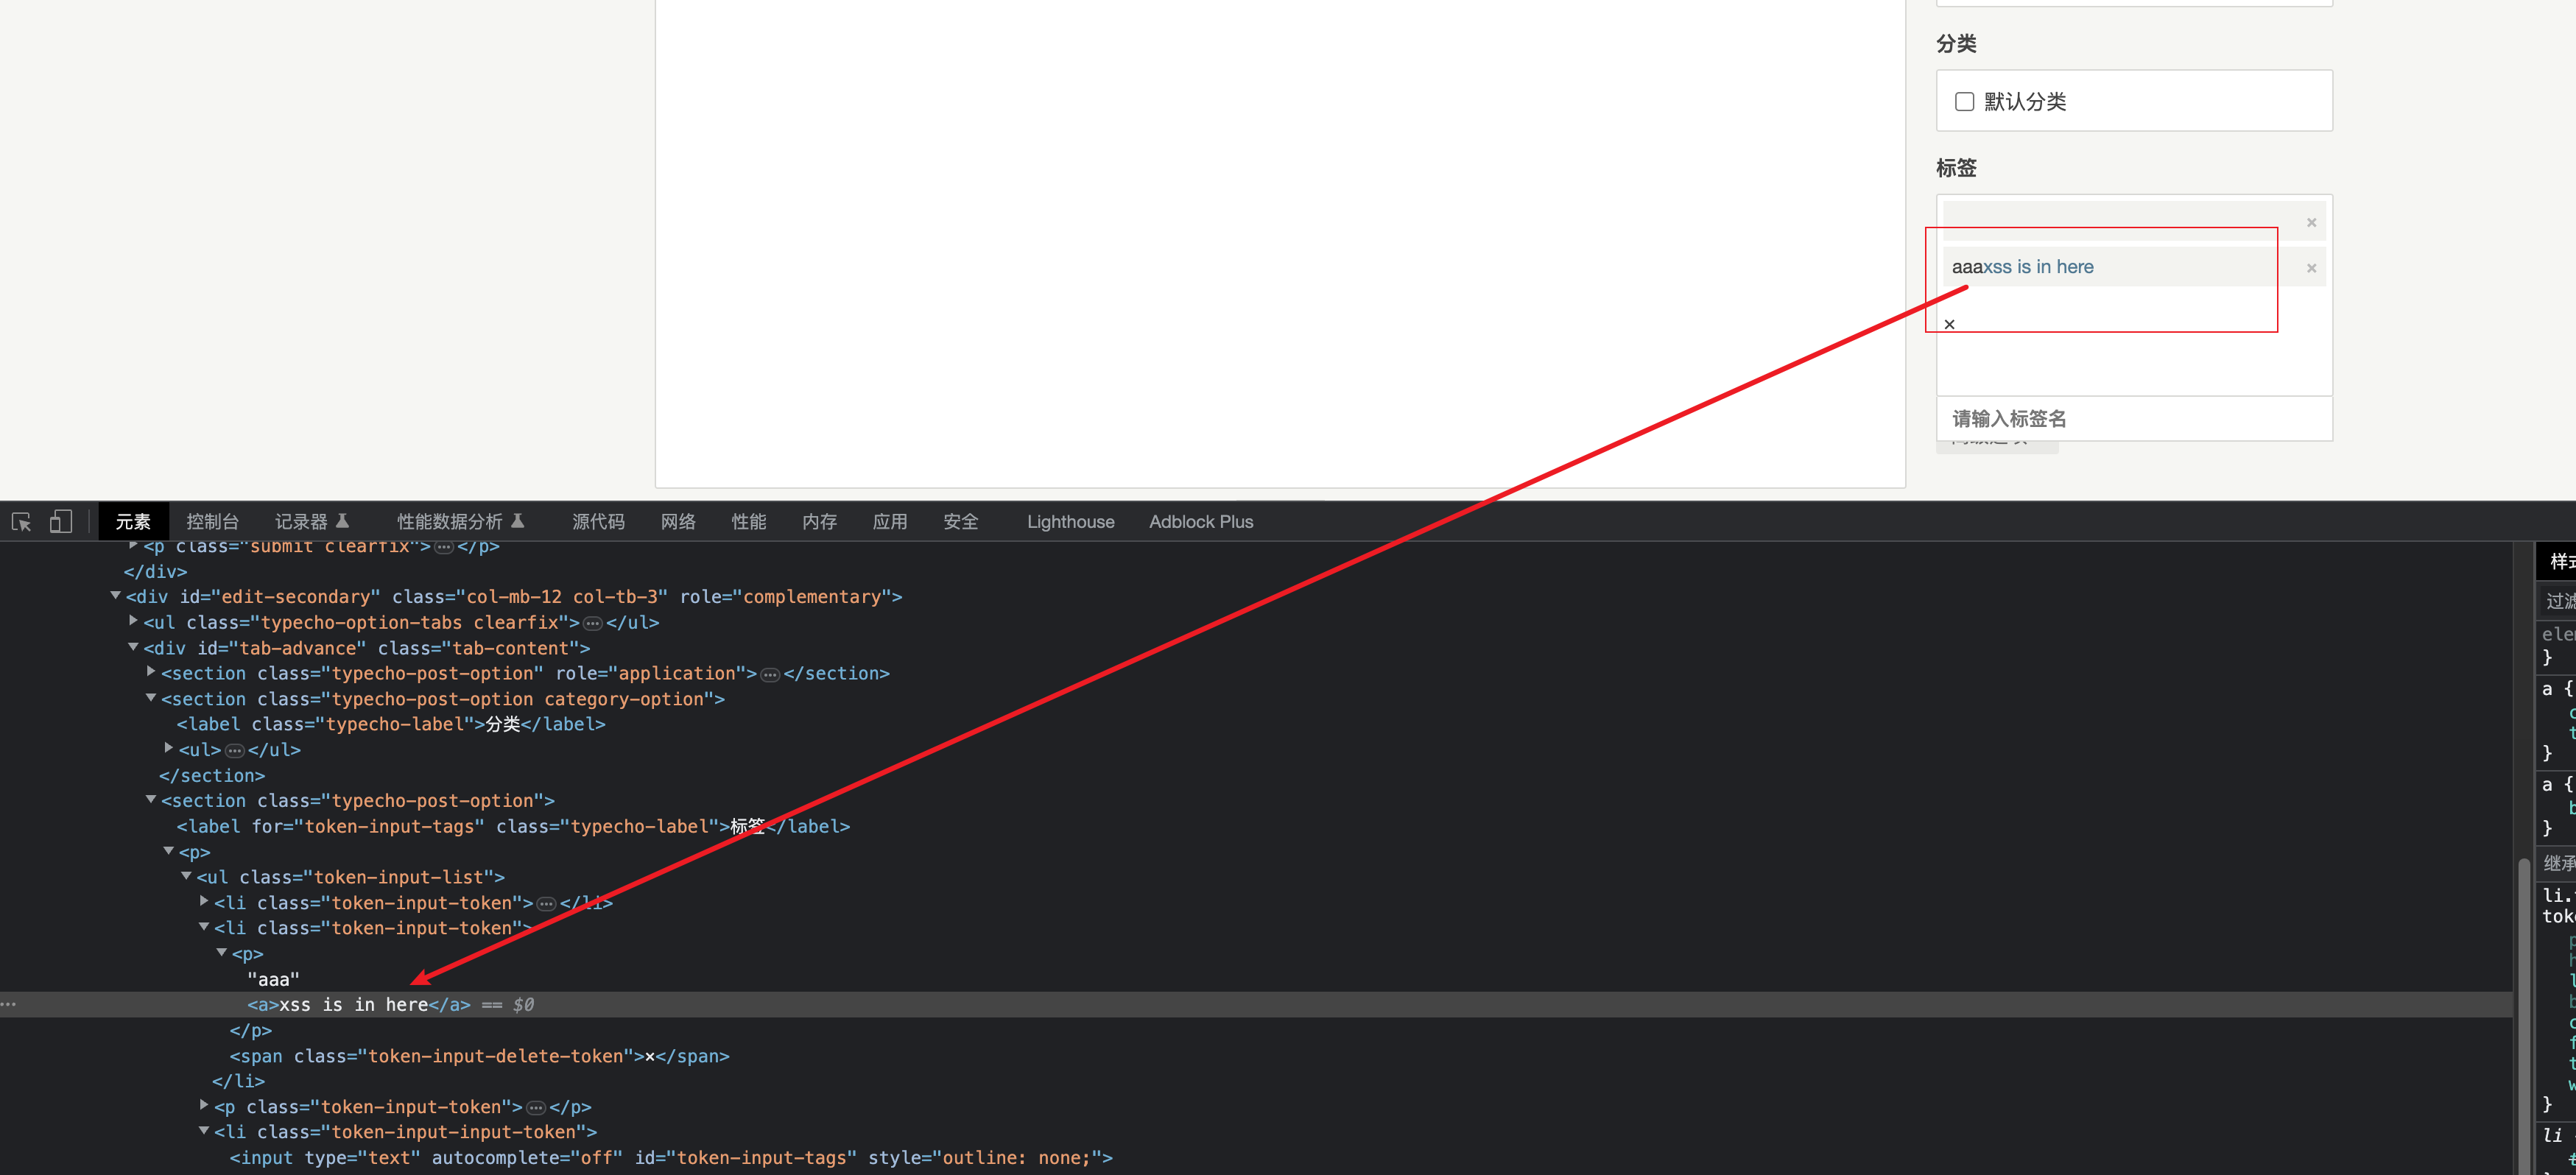 分类
默认分类
标签
×
aaaxss is in here
×
×
请输入标签名
元素 控制台 记录器 性能数据分析 源代码 网络 性能 内存 应用 安全 Lighthouse Adblock Plus
<p class="submit clearfix">…</p>
</div>
<div id="edit-secondary" class="col-mb-12 col-tb-3" role="complementary">
<ul class="typecho-option-tabs clearfix">…</ul>
<div id="tab-advance" class="tab-content">
<section class="typecho-post-option" role="application">…</section>
<section class="typecho-post-option category-option">
<label class="typecho-label">分类</label>
<ul>…</ul>
</section>
<section class="typecho-post-option">
<label for="token-input-tags" class="typecho-label">标签</label>
<p>
<ul class="token-input-list">
<li class="token-input-token">…</li>
<li class="token-input-token">
<p>
"aaa"
… <a>xss is in here</a> == $0
</p>
<span class="token-input-delete-token">×</span>
</li>
<p class="token-input-token">…</p>
<li class="token-input-input-token">
<input type="text" autocomplete="off" id="token-input-tags" style="outline: none;">
过滤
}
a {
}
a {
}
继承
li.
}
li